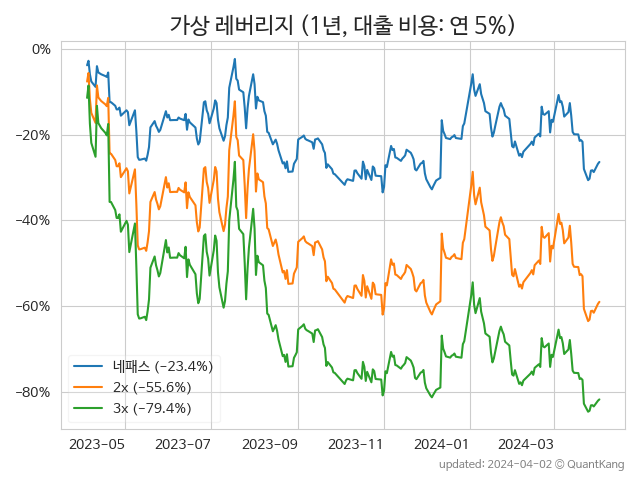 가상 레버리지 (1년, 대출 비용: 연 5%)
0%
−20%
−40%
−60%
−80%
네패스 (−23.4%)
2x (−55.6%)
3x (−79.4%)
2023-05 2023-07 2023-09 2023-11 2024-01 2024-03
updated: 2024-04-02 © QuantKang